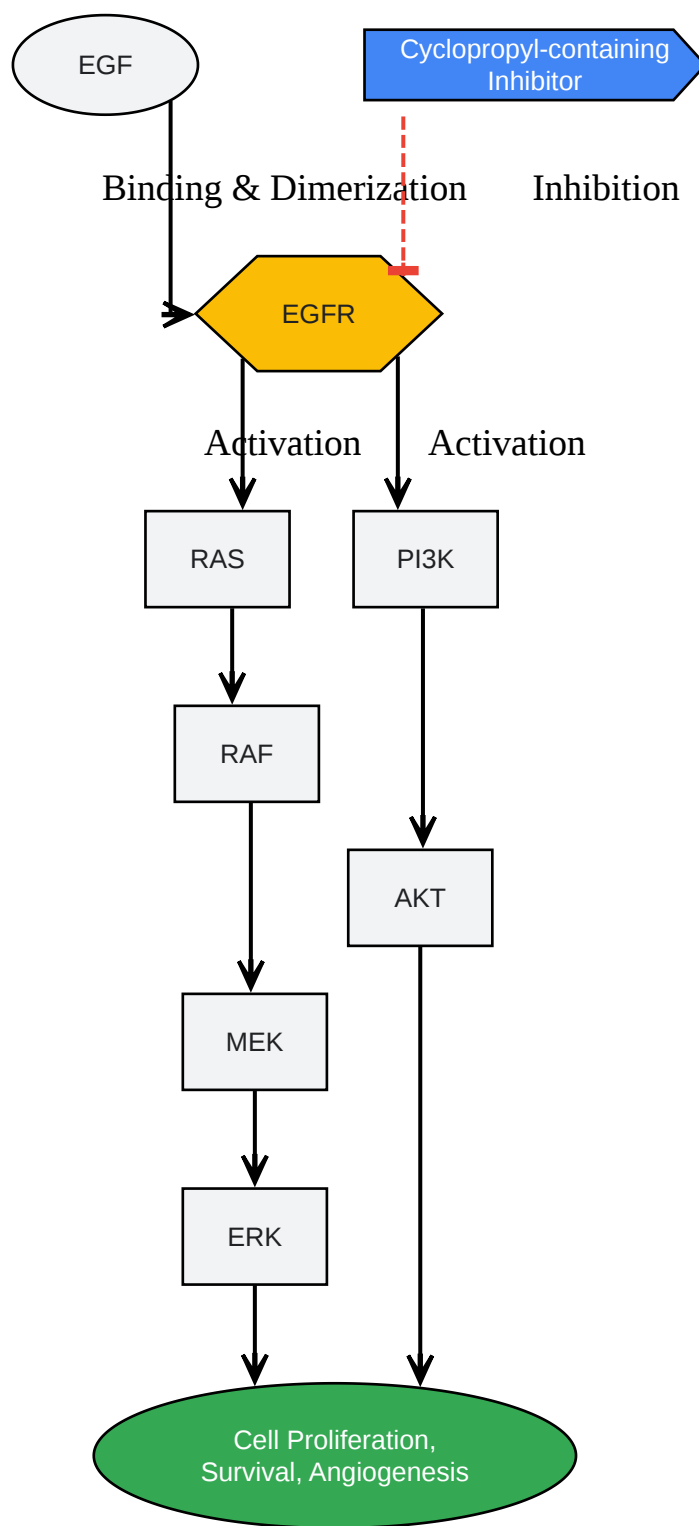 EGF
Cyclopropyl-containing
Inhibitor
Binding & Dimerization
Inhibition
EGFR
Activation
Activation
RAS
PI3K
RAF
AKT
MEK
ERK
Cell Proliferation,
Survival, Angiogenesis